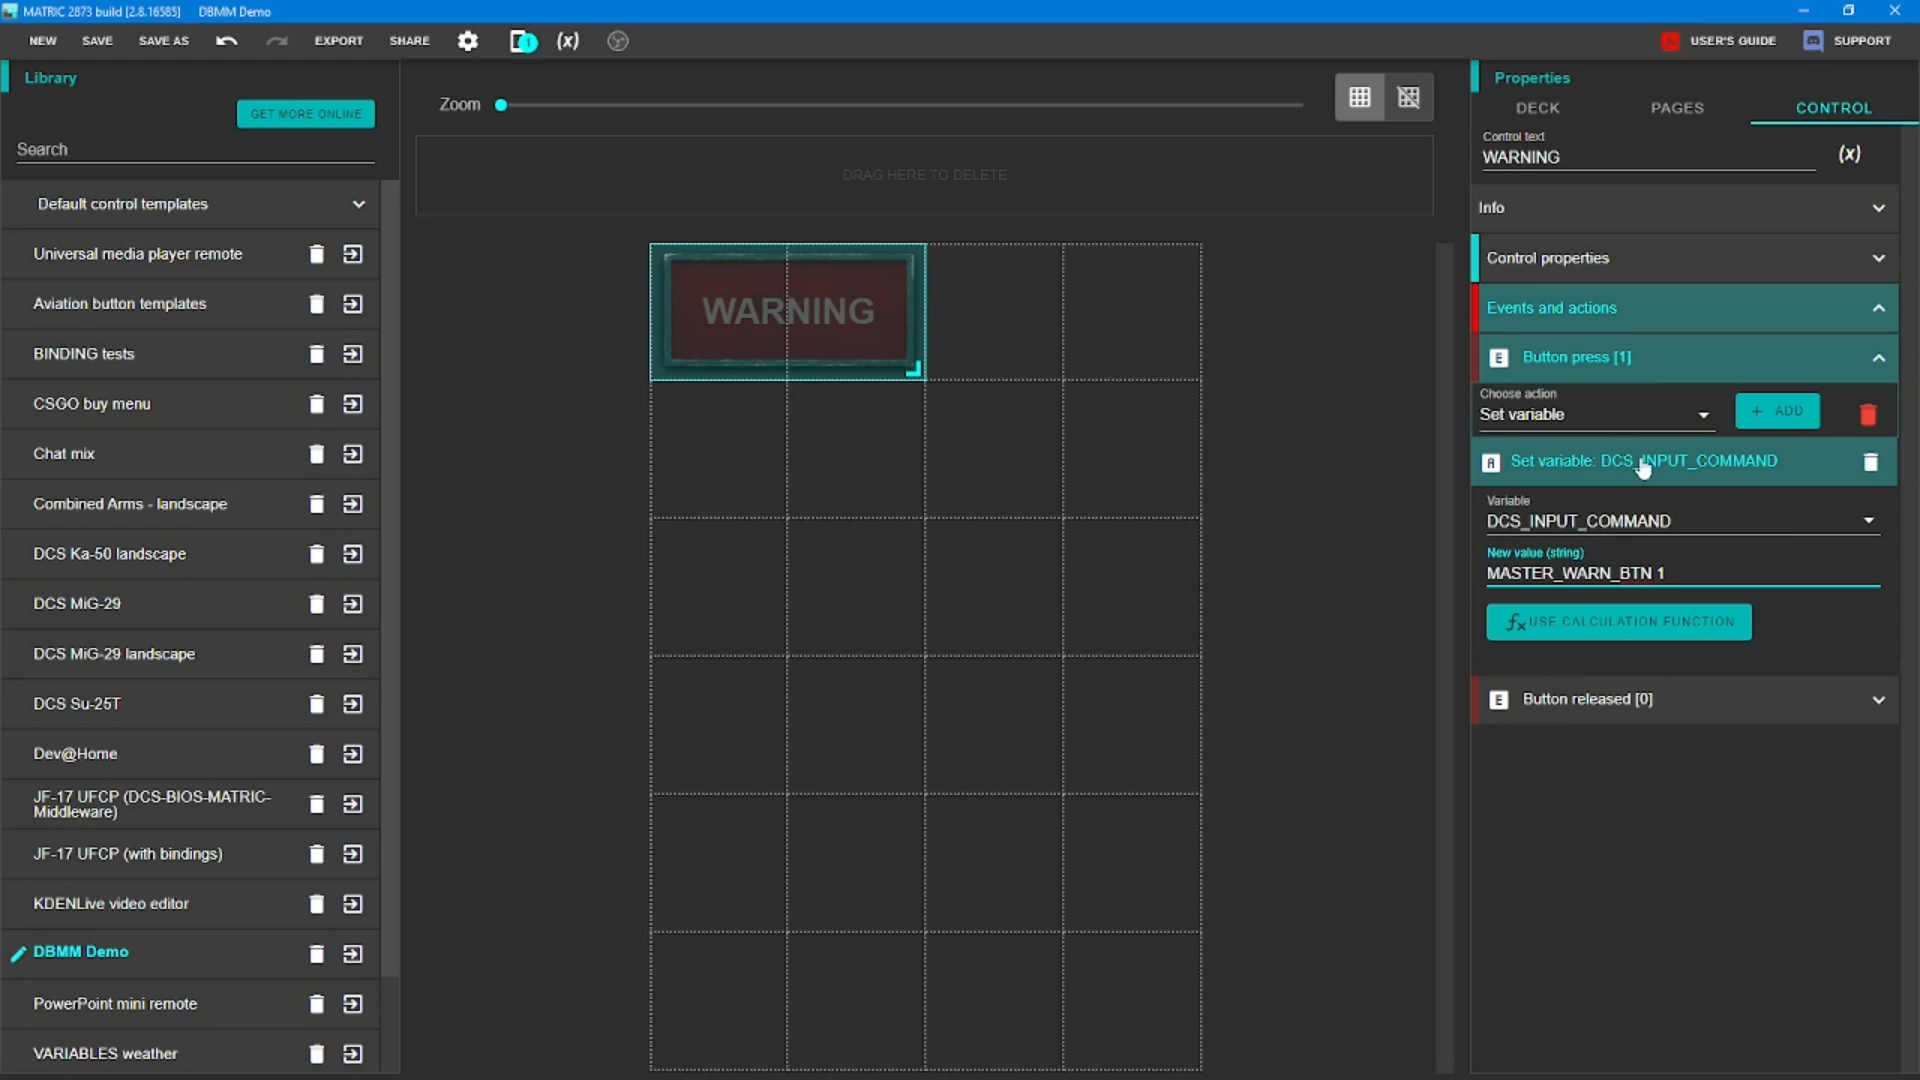 MATRIC 2873 build [2.8.16585] DBMM Demo
NEW SAVE SAVE AS EXPORT SHARE 1 (x) USER'S GUIDE SUPPORT
Library
GET MORE ONLINE
Search
Default control templates
Universal media player remote
Aviation button templates
BINDING tests
CSGO buy menu
Chat mix
Combined Arms - landscape
DCS Ka-50 landscape
DCS MiG-29
DCS MiG-29 landscape
DCS Su-25T
Dev@Home
JF-17 UFCP (DCS-BIOS-MATRIC-
Middleware)
JF-17 UFCP (with bindings)
KDENLive video editor
DBMM Demo
PowerPoint mini remote
VARIABLES weather
Zoom
DRAG HERE TO DELETE
WARNING
Properties
DECK PAGES CONTROL
Control text
WARNING (x)
Info
Control properties
Events and actions
E Button press [1]
Choose action
Set variable + ADD
A Set variable: DCS_INPUT_COMMAND
Variable
DCS_INPUT_COMMAND
New value (string)
MASTER_WARN_BTN 1
fx USE CALCULATION FUNCTION
E Button released [0]